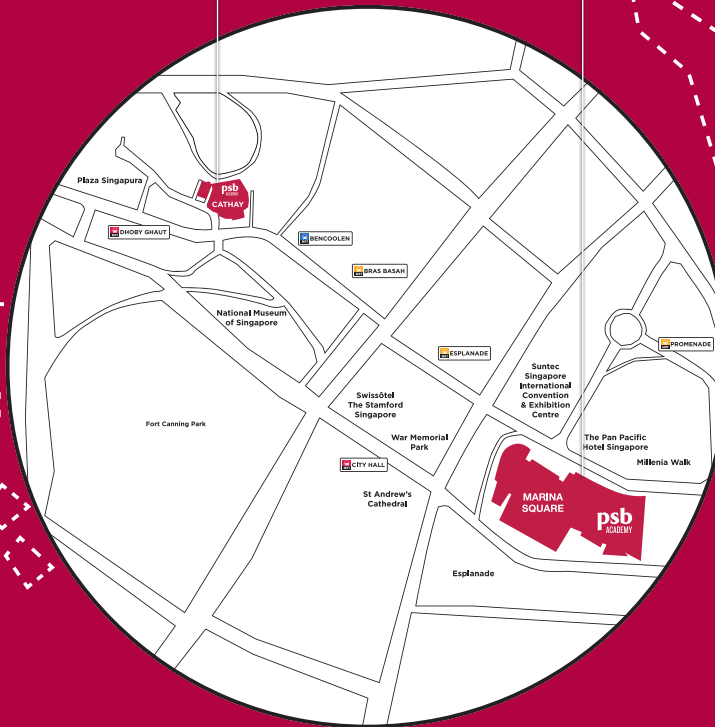 Plaza Singapura
psb
ACADEMY
CATHAY
DHOBY GHAUT
BENCOOLEN
BRAS BASAH
National Museum
of Singapore
ESPLANADE
PROMENADE
Suntec
Singapore
International
Convention
& Exhibition
Centre
Swissôtel
The Stamford
Singapore
Fort Canning Park
War Memorial
Park
The Pan Pacific
Hotel Singapore
Millenia Walk
CITY HALL
St Andrew's
Cathedral
MARINA
SQUARE
psb
ACADEMY
Esplanade